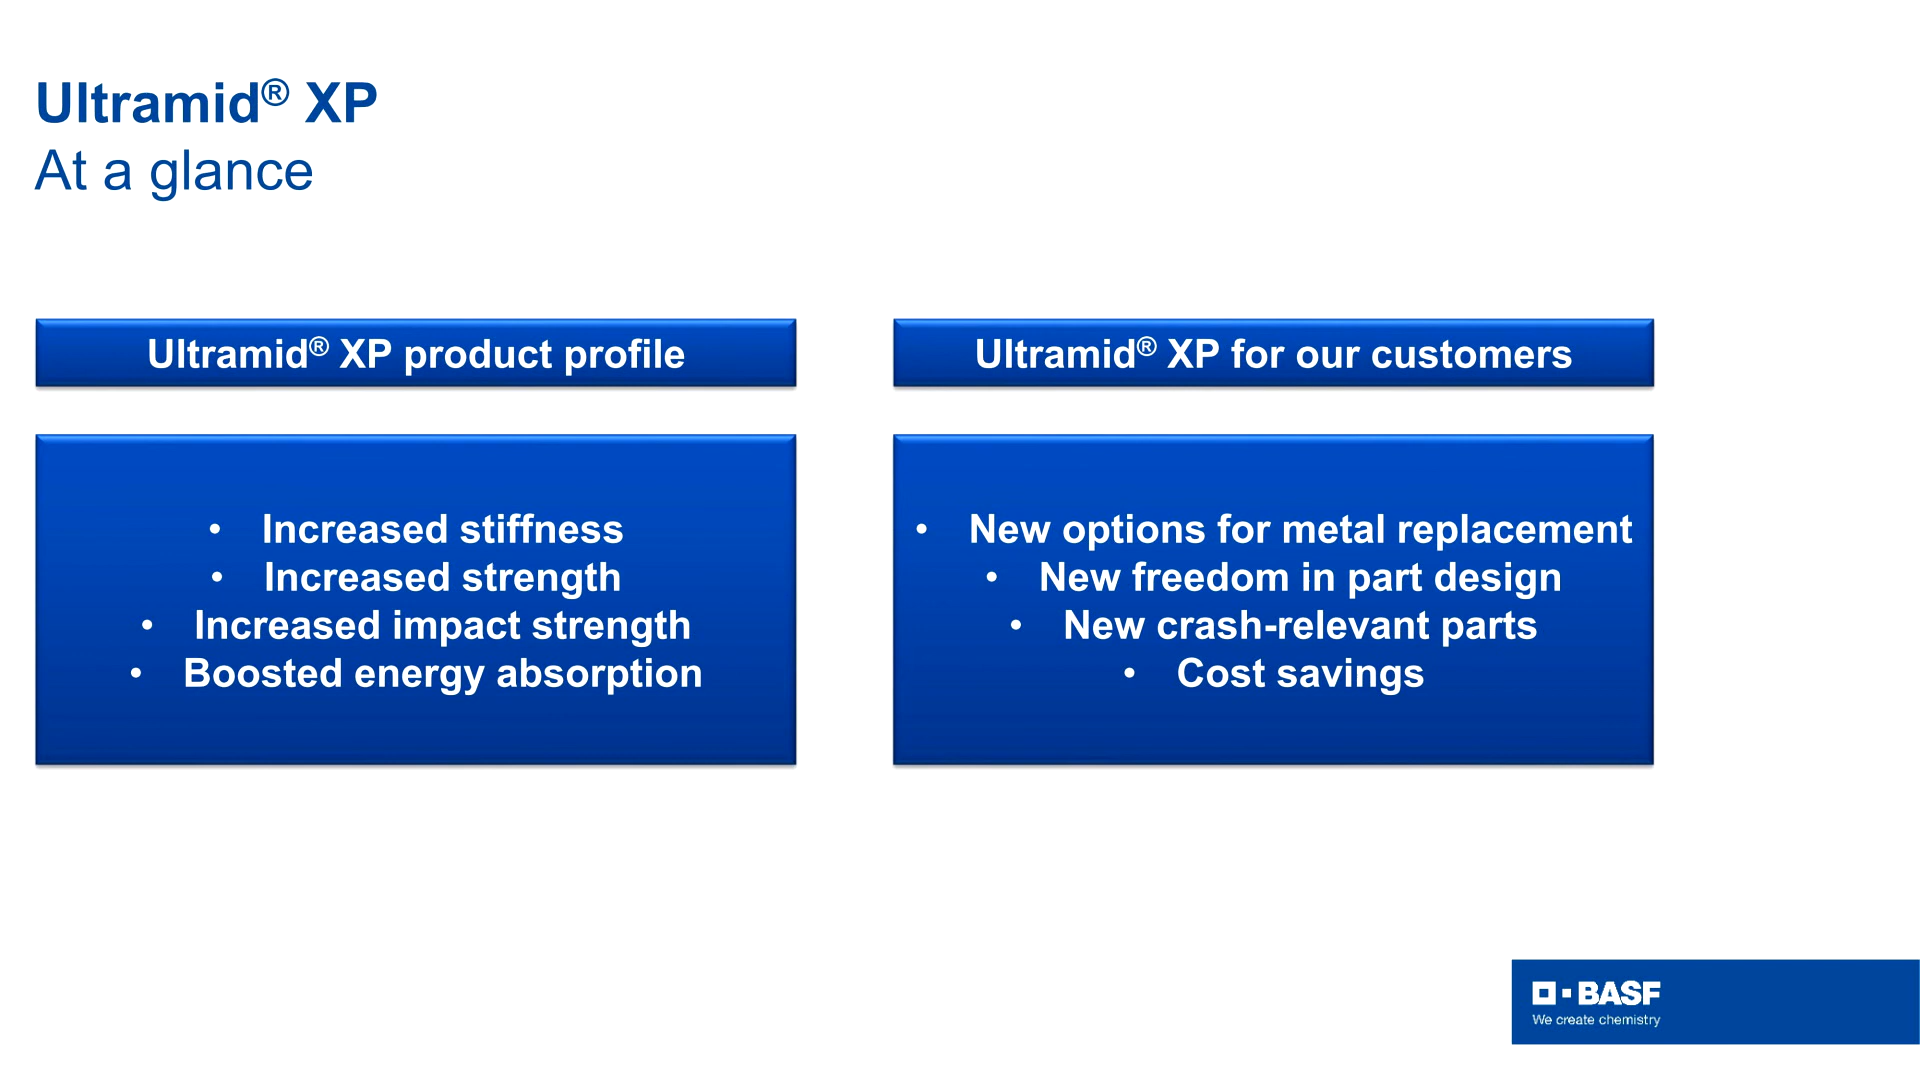 Ultramid® XP
At a glance
Ultramid® XP product profile
• Increased stiffness
• Increased strength
• Increased impact strength
• Boosted energy absorption
Ultramid® XP for our customers
• New options for metal replacement
• New freedom in part design
• New crash-relevant parts
• Cost savings
BASF
We create chemistry